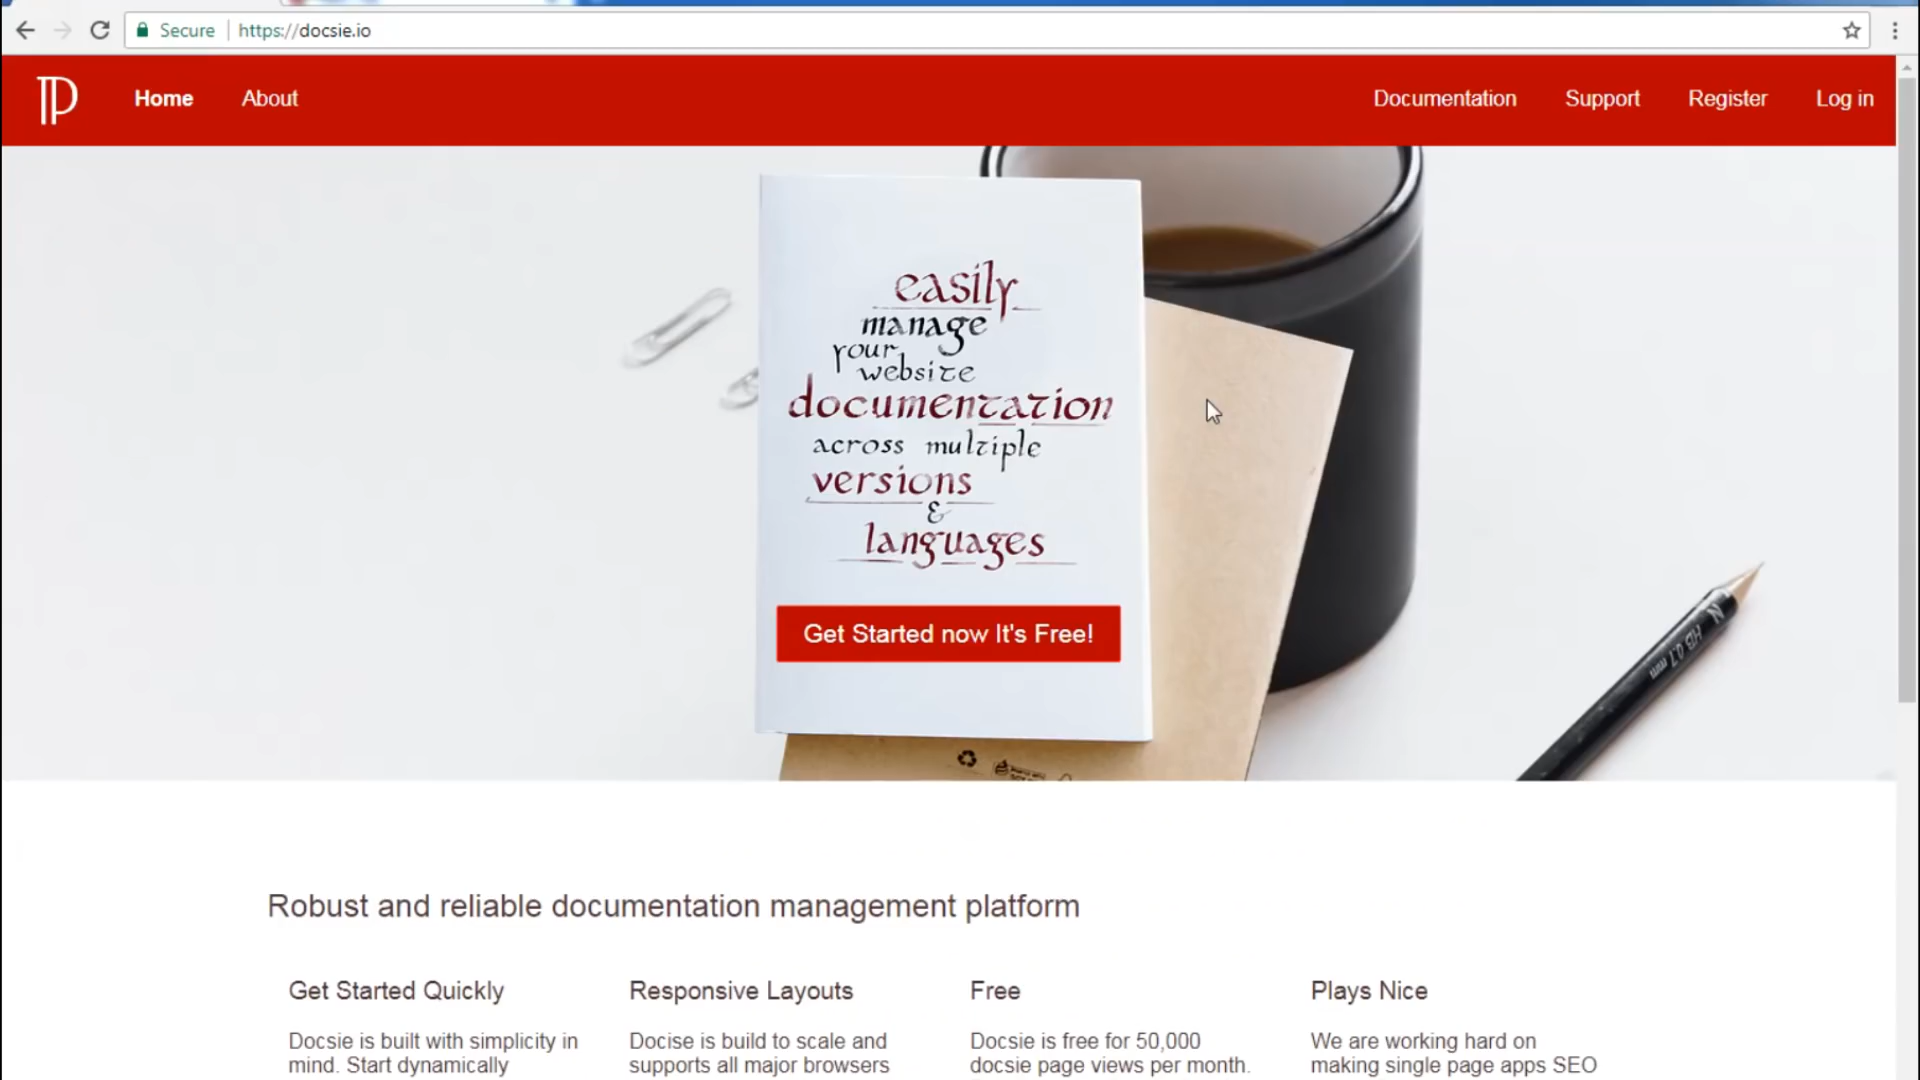 Secure
https://docsie.io
Home
About
Documentation
Support
Register
Log in
easily
manage
your
website
documentation
across multiple
versions
&
languages
Get Started now It's Free!
HB 0.7 mm
Robust and reliable documentation management platform
Get Started Quickly
Docsie is built with simplicity in
mind. Start dynamically
Responsive Layouts
Docise is build to scale and
supports all major browsers
Free
Docsie is free for 50,000
docsie page views per month.
Plays Nice
We are working hard on
making single page apps SEO